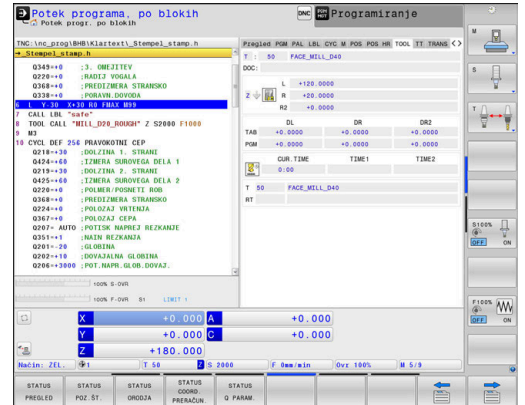 Potek programa, po blokih
Potek progr. po blokih
DNC
Programiranje
TNC:\nc_prog\BHB\Klartext\_Stempel_stamp.h
→_Stempel_stamp.h
Q349=+0 ;3. ONEJITEV
Q220=+0 ;RADIJ VOGALA
Q368=+0 ;PREDIZMERA STRANSKO
Q338=+0 ;PORAVN.DOVODA
6 L Y-30 X+30 R0 FMAX M99
7 CALL LBL "safe"
8 TOOL CALL "MILL_D20_ROUGH" Z S2000 F1000
9 M3
10 CYCL DEF 256 PRAVOKOTNI CEP
Q218=+30 ;DOLZINA 1. STRANI
Q424=+60 ;IZMERA SUROVEGA DELA 1
Q219=+30 ;DOLZINA 2. STRANI
Q425=+60 ;IZMERA SUROVEGA DELA 2
Q220=+0 ;POLMER/POSNETI ROB
Q368=+0 ;PREDIZMERA STRANSKO
Q224=+0 ;POLOZAJ VRTENJA
Q367=+0 ;POLOZAJ CEPA
Q207= AUTO ;POTISK NAPREJ REZKANJE
Q351=+1 ;NAIN REZKANJA
Q201=-20 ;GLOBINA
Q202=+10 ;DOVAJALNA GLOBINA
Q206=+3000 ;POT.NAPR.GLOB.DOVAJ.
100% S-OVR
100% F-OVR S1 LIMIT 1
Pregled PGM PAL LBL CYC M POS POS HR TOOL TT TRANS
T : 50 FACE_MILL_D40
DOC:
L +120.0000
Z R +20.0000
R2 +0.0000
DL DR DR2
TAB +0.0000 +0.0000 +0.0000
PGM +0.0000 +0.0000 +0.0000
CUR.TIME TIME1 TIME2
0:00
T 50 FACE_MILL_D40
RT
X +0.000 A +0.000
Y +0.000 C +0.000
Z +180.000
Način: ŽEL. 1 T 50 Z S 2000 F 0mm/min Ovr 100% M 5/9
M
S
T
S100%
OFF ON
F100%
OFF ON
STATUS PREGLED
STATUS POZ.ŠT.
STATUS ORODJA
STATUS COORD. PRERAČUN.
STATUS Q PARAM.